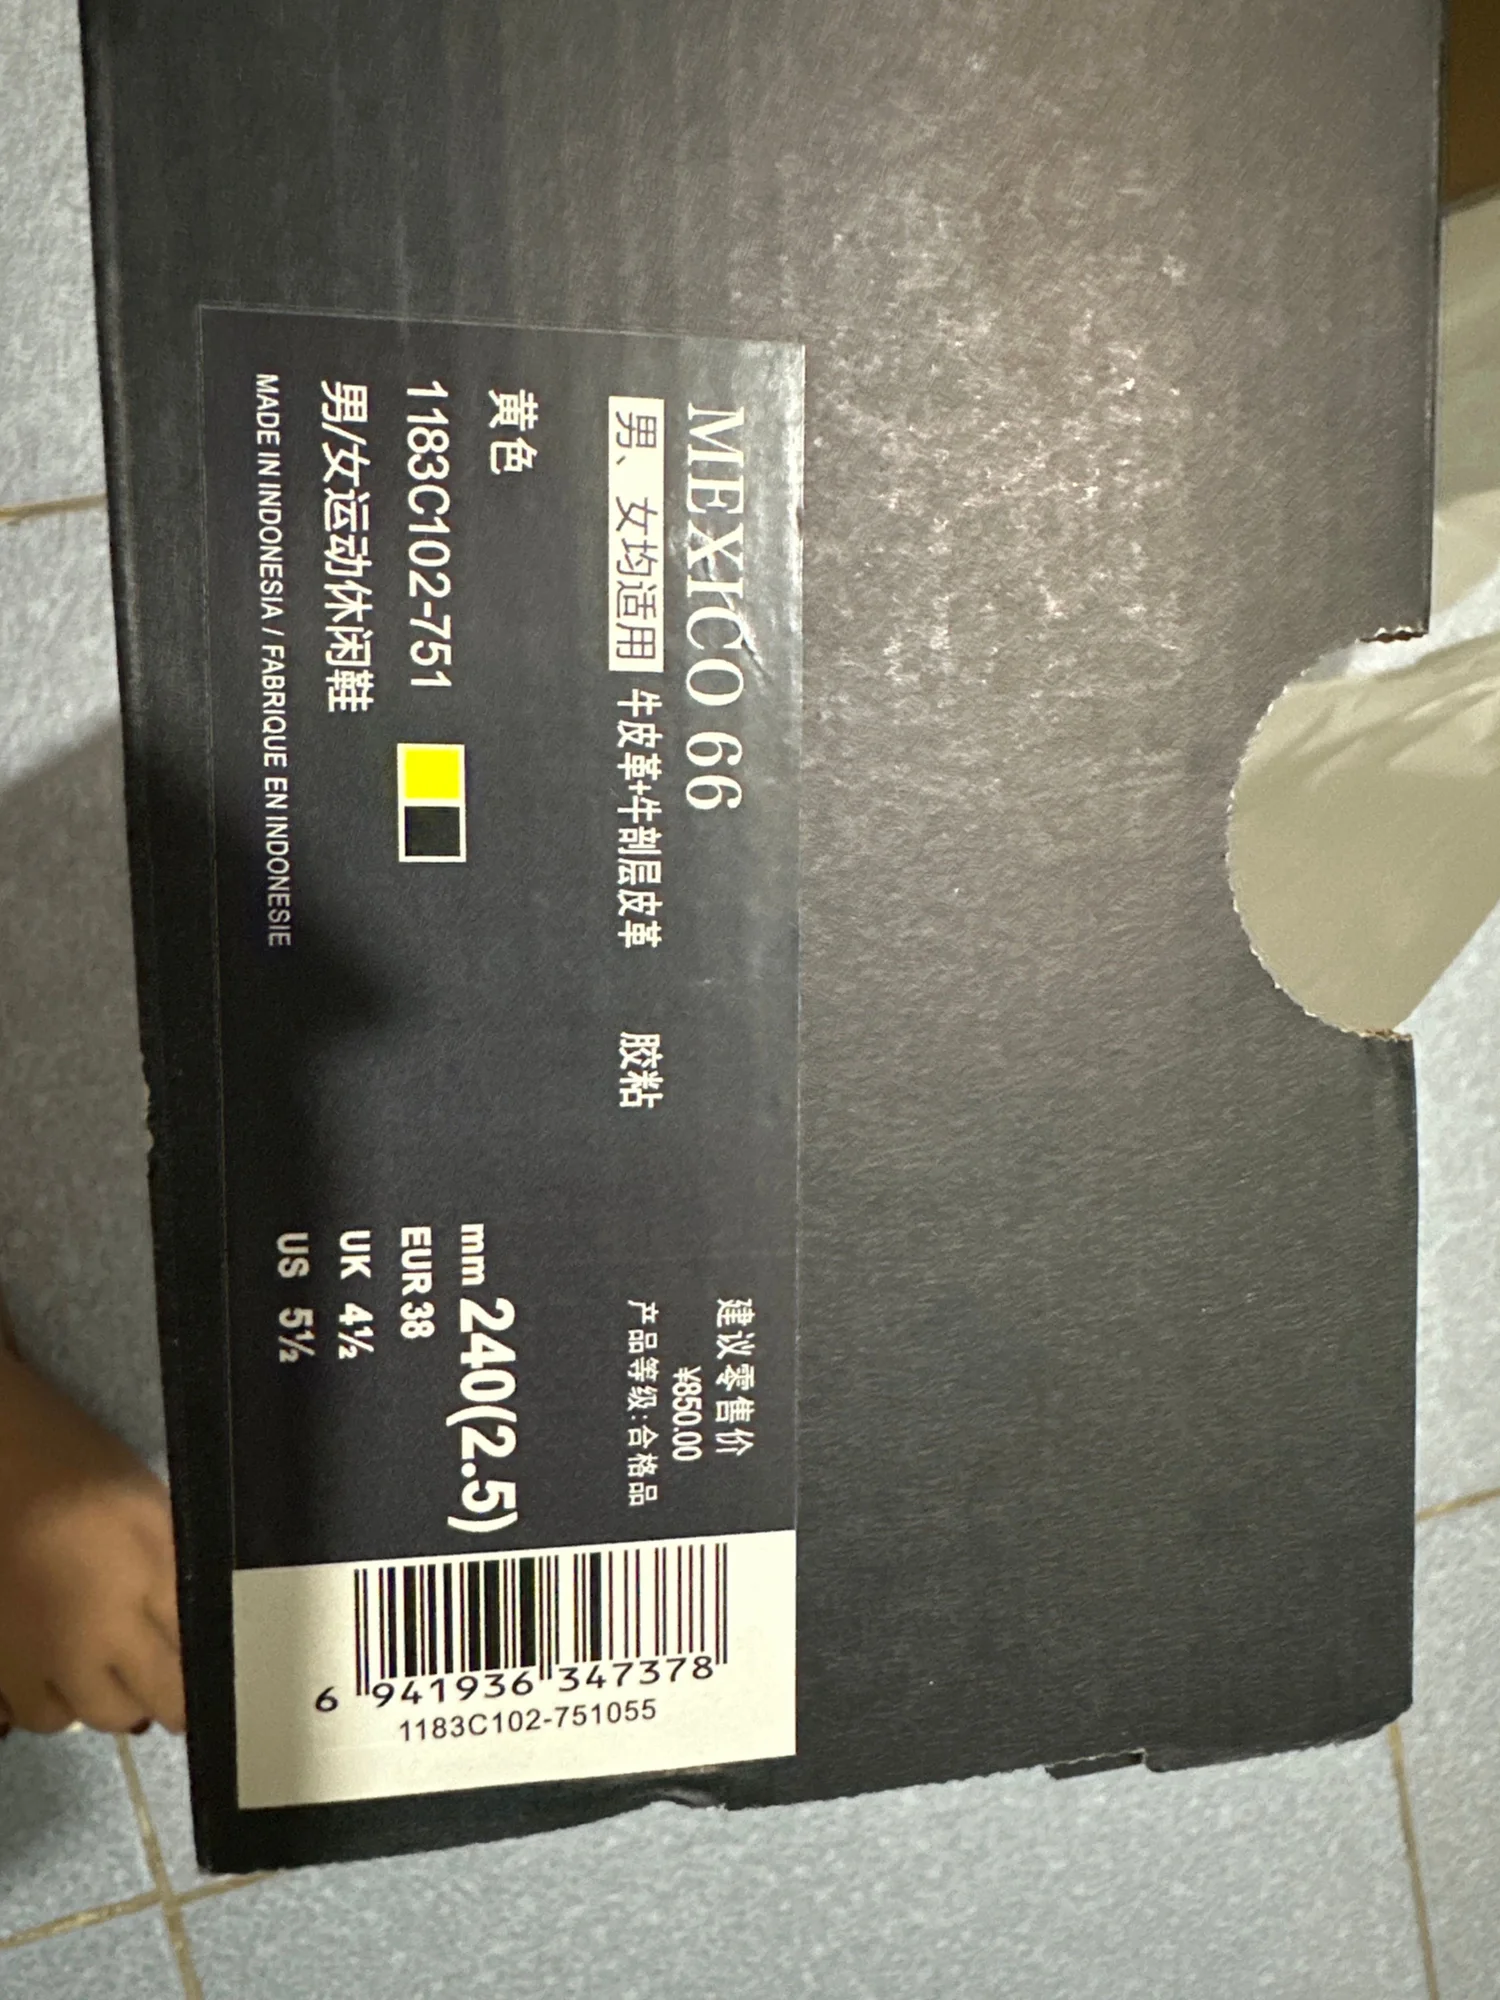 MEXICO 66
男、女均适用 牛皮革+牛剖层皮革 胶粘
建议零售价
¥850.00
产品等级:合格品
黄色
1183C102-751
男/女运动休闲鞋
MADE IN INDONESIA / FABRIQUE EN INDONESIE
mm 240(2.5)
EUR 38
UK 4½
US 5½
6 941936 347378
1183C102-751055